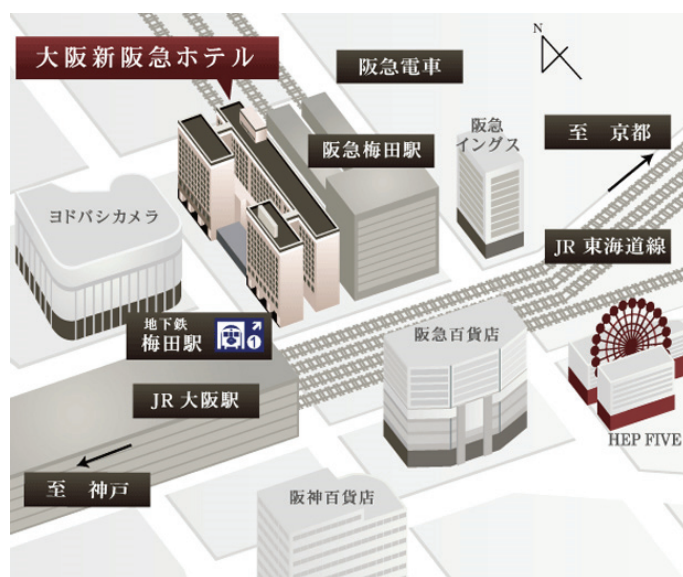 大阪新阪急ホテル
阪急電車
N
阪急
イングス
至 京都
阪急梅田駅
ヨドバシカメラ
JR 東海道線
地下鉄
梅田駅
1
阪急百貨店
JR 大阪駅
HEP FIVE
至 神戸
阪神百貨店